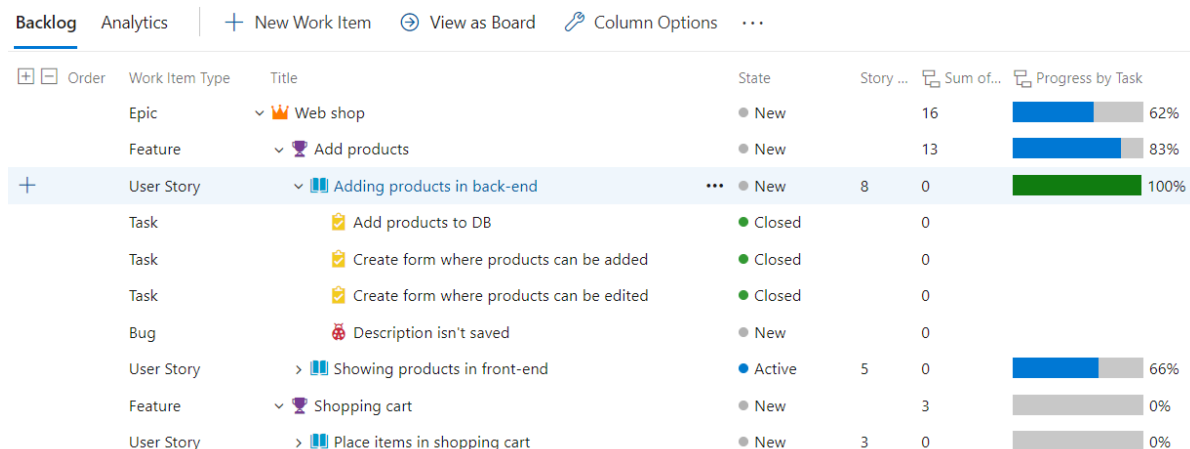 Backlog Analytics + New Work Item View as Board Column Options ...
Order Work Item Type Title State Story ... Sum of... Progress by Task
Epic Web shop New 16 62%
Feature Add products New 13 83%
User Story Adding products in back-end ... New 8 0 100%
Task Add products to DB Closed 0
Task Create form where products can be added Closed 0
Task Create form where products can be edited Closed 0
Bug Description isn't saved New 0
User Story Showing products in front-end Active 5 0 66%
Feature Shopping cart New 3 0%
User Story Place items in shopping cart New 3 0 0%